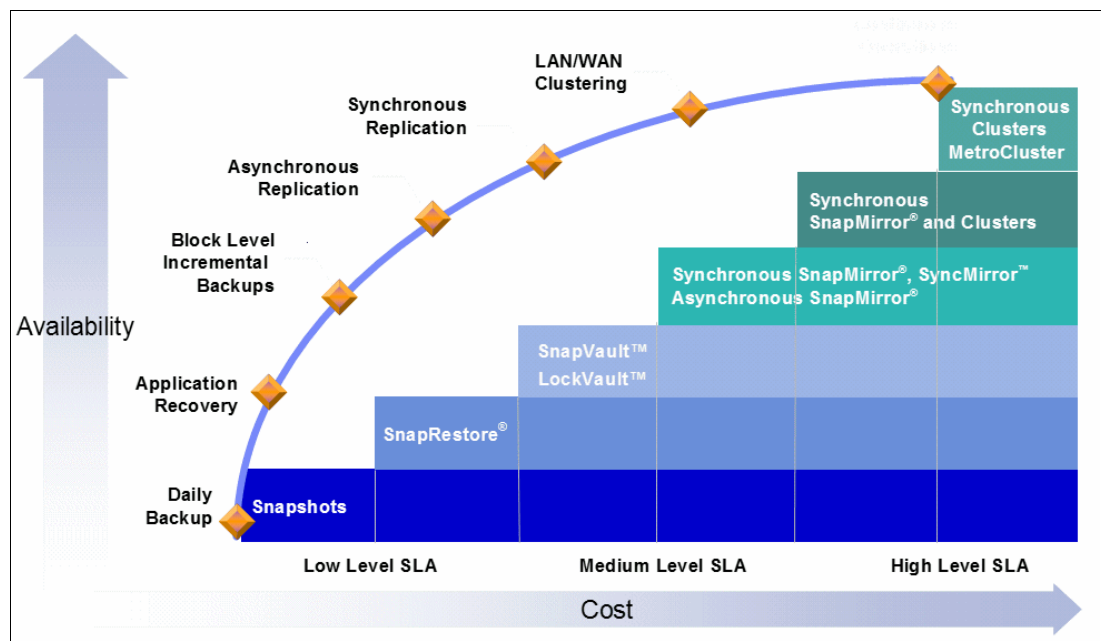 LAN/WAN
Clustering
Synchronous
Replication
Asynchronous
Replication
Block Level
Incremental
Backups
Availability
Application
Recovery
Daily
Backup
Synchronous
Clusters
MetroCluster
Synchronous
SnapMirror® and Clusters
Synchronous SnapMirror®, SyncMirror™
Asynchronous SnapMirror®
SnapVault™
LockVault™
SnapRestore®
Snapshots
Low Level SLA
Medium Level SLA
High Level SLA
Cost